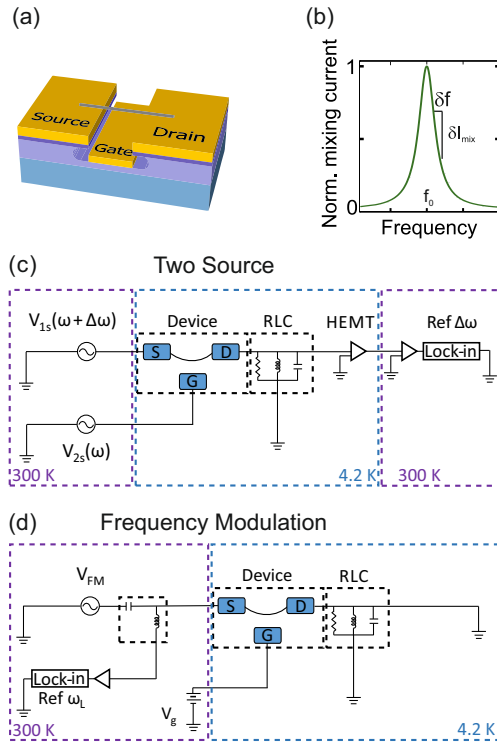 (a)
Source
Drain
Gate
(b)
Norm. mixing current
1
0
δf
δI_mix
f_0
Frequency
(c) Two Source
V_1s(ω + Δω)
Device
RLC
HEMT
Ref Δω
S
D
Lock-in
G
V_2s(ω)
300 K
4.2 K
300 K
(d) Frequency Modulation
V_FM
Device
RLC
S
D
G
Lock-in
Ref ω_L
V_g
300 K
4.2 K